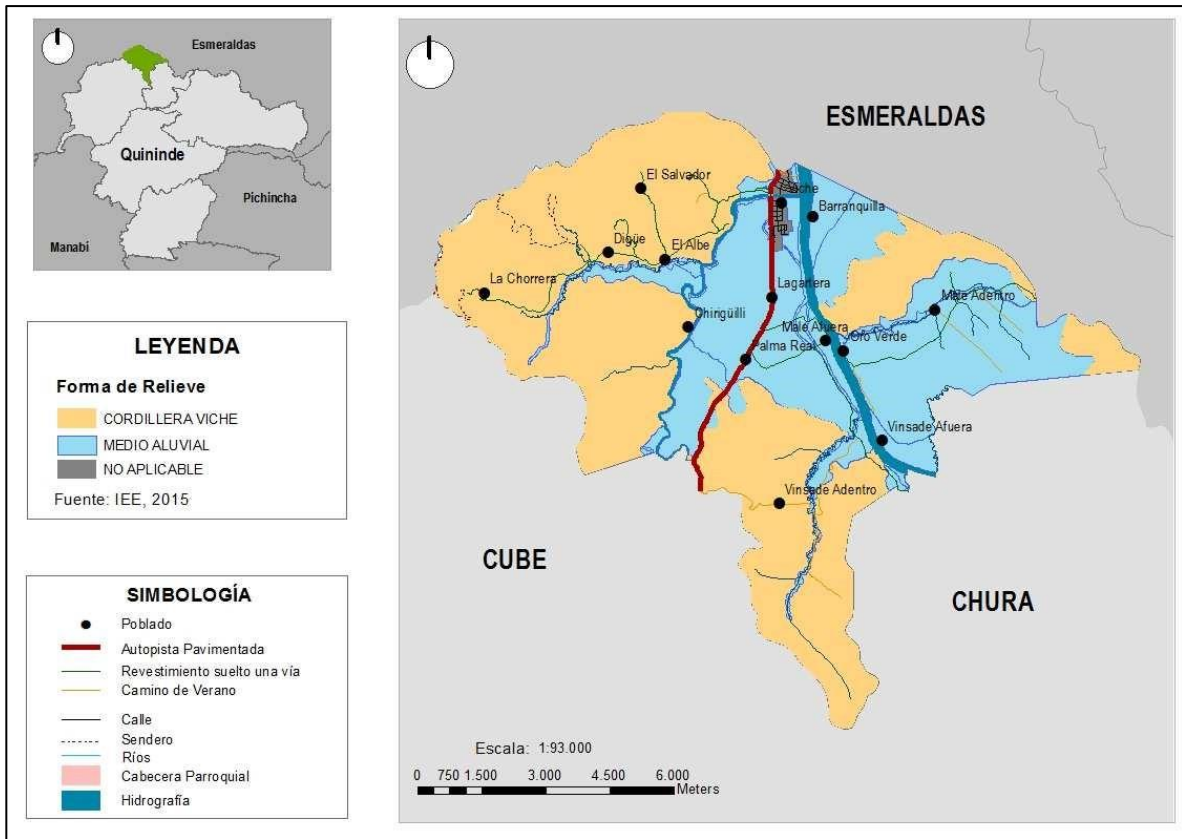 Esmeraldas
Quininde
Pichincha
Manabí
LEYENDA
Forma de Relieve
CORDILLERA VICHE
MEDIO ALUVIAL
NO APLICABLE
Fuente: IEE, 2015
SIMBOLOGÍA
Poblado
Autopista Pavimentada
Revestimiento suelto una vía
Camino de Verano
Calle
Sendero
Ríos
Cabecera Parroquial
Hidrografía
ESMERALDAS
El Salvador
Viche
Barranquilla
Digüe
El Albe
La Chorrera
Lagartera
Male Adentro
Chingüilli
Male Afuera
Oro Verde
Palma Real
Vinsade Afuera
Vinsade Adentro
CUBE
CHURA
Escala: 1:93.000
0 750 1.500 3.000 4.500 6.000
Meters